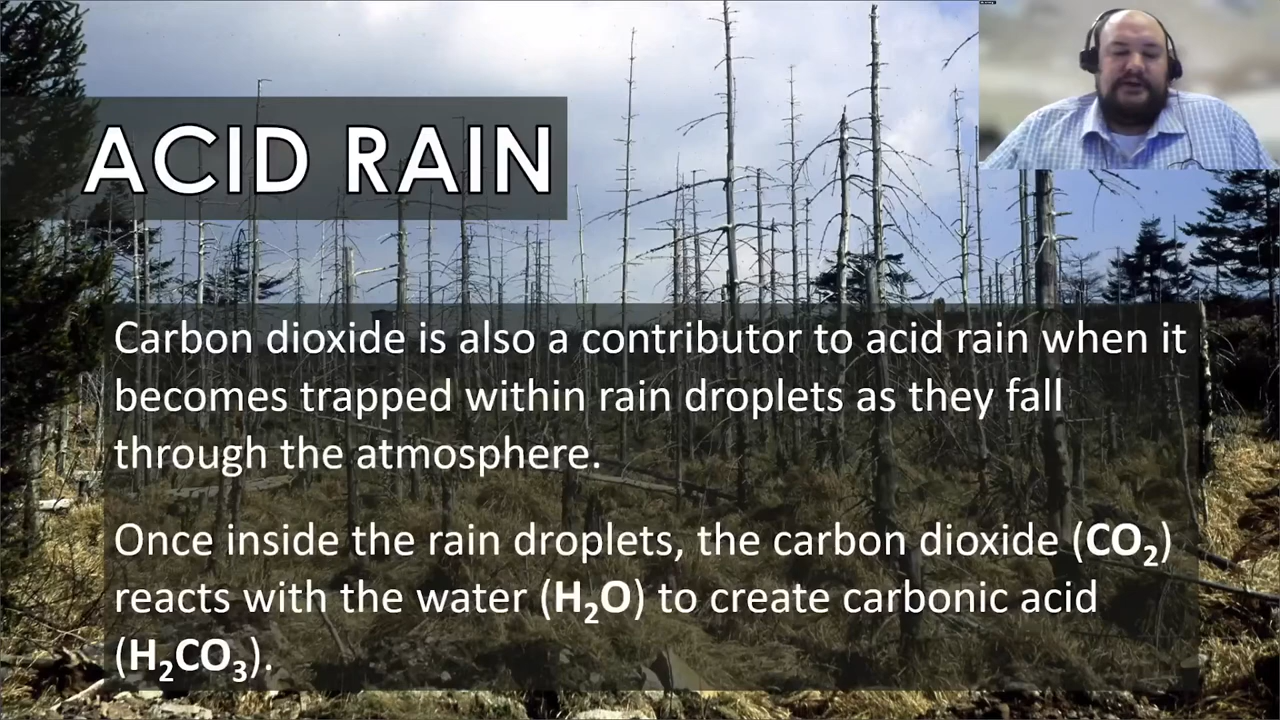 ACID RAIN
Carbon dioxide is also a contributor to acid rain when it
becomes trapped within rain droplets as they fall
through the atmosphere.
Once inside the rain droplets, the carbon dioxide (CO₂)
reacts with the water (H₂O) to create carbonic acid
(H₂CO₃).